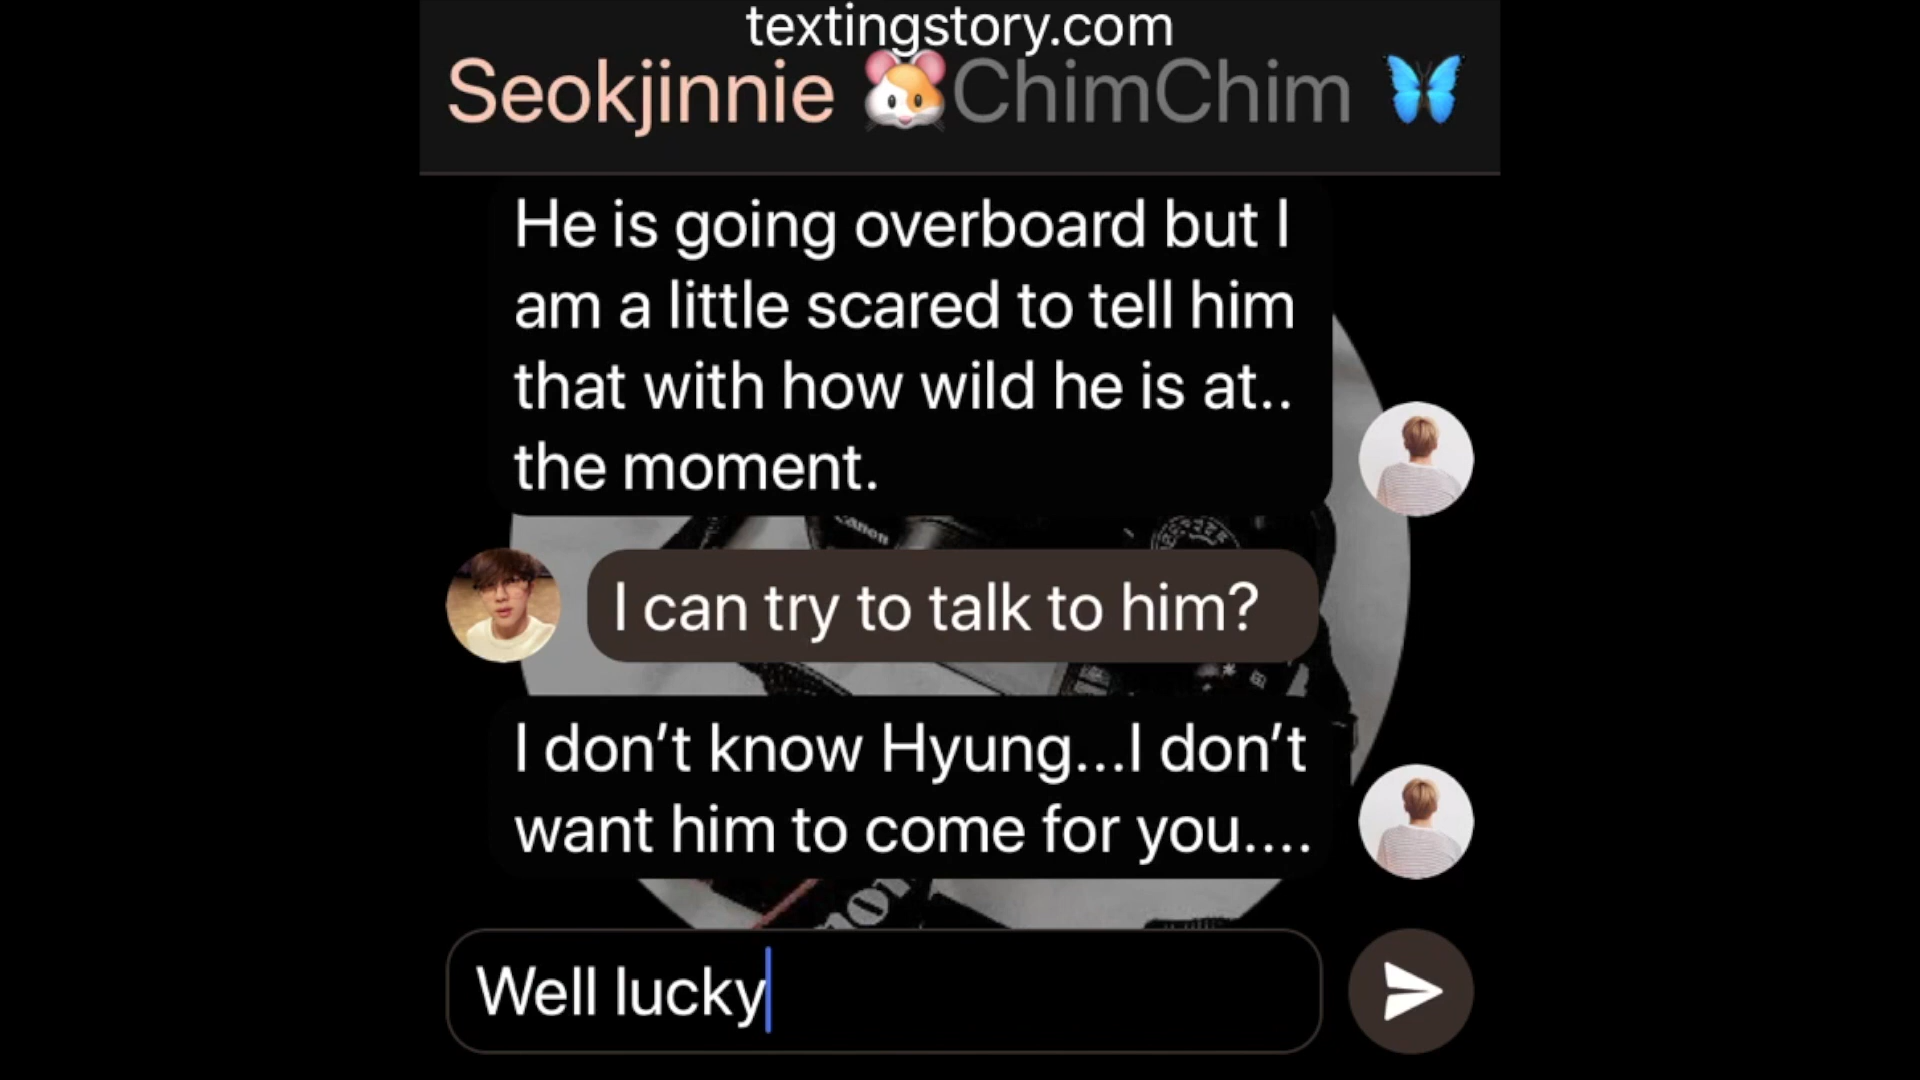 textingstory.com
Seokjinnie 🐹ChimChim 🦋
He is going overboard but I
am a little scared to tell him
that with how wild he is at..
the moment.
Canon
I can try to talk to him?
I don’t know Hyung...I don’t
want him to come for you....
Well lucky